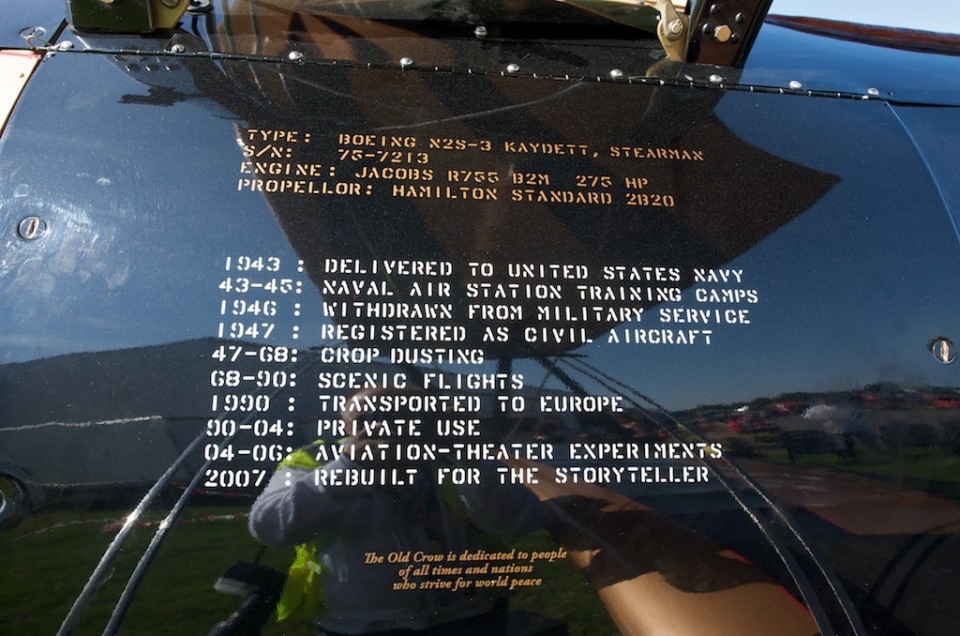 TYPE: BOEING N2S-3 KAYDETT, STEARMAN
S/N: 75-7213
ENGINE: JACOBS R755 B2M 275 HP
PROPELLOR: HAMILTON STANDARD 2B20
1943 : DELIVERED TO UNITED STATES NAVY
43-45: NAVAL AIR STATION TRAINING CAMPS
1946 : WITHDRAWN FROM MILITARY SERVICE
1947 : REGISTERED AS CIVIL AIRCRAFT
47-68: CROP DUSTING
68-90: SCENIC FLIGHTS
1990 : TRANSPORTED TO EUROPE
90-04: PRIVATE USE
04-06: AVIATION-THEATER EXPERIMENTS
2007 : REBUILT FOR THE STORYTELLER
The Old Crow is dedicated to people
of all times and nations
who strive for world peace